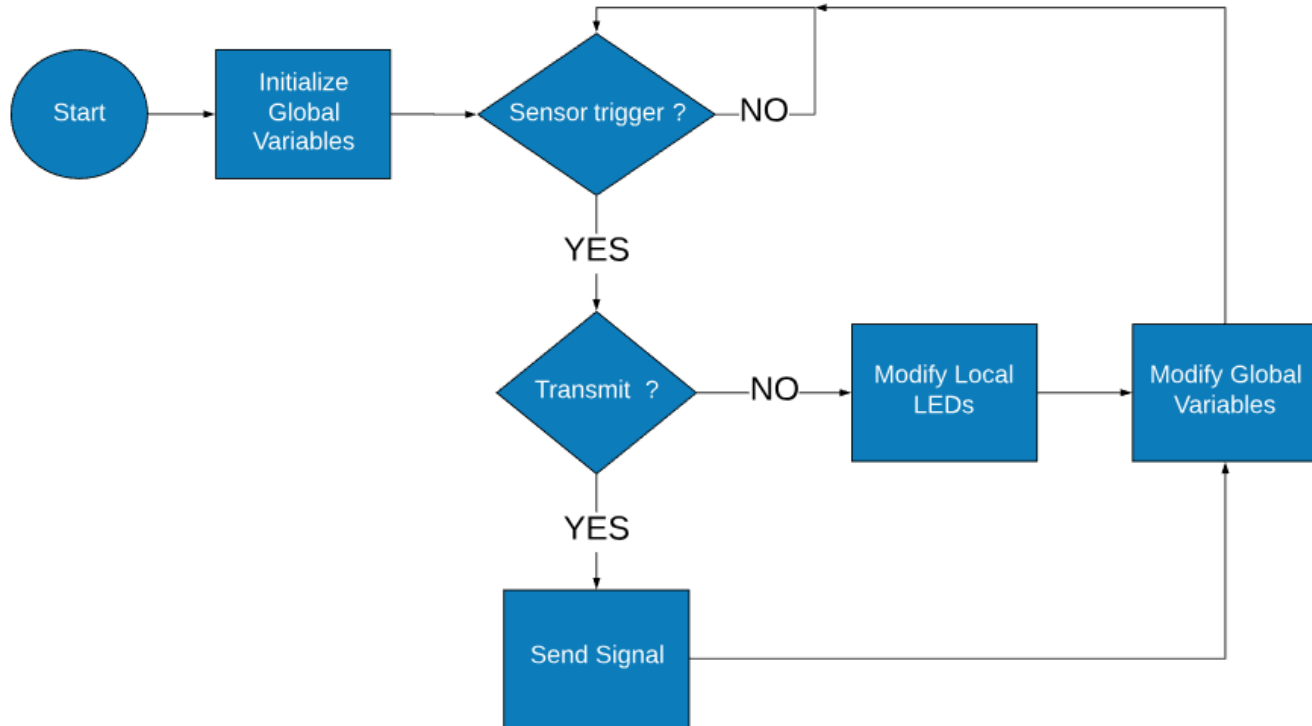 Start
Initialize
Global
Variables
Sensor trigger ?
NO
YES
Transmit ?
NO
Modify Local
LEDs
Modify Global
Variables
YES
Send Signal